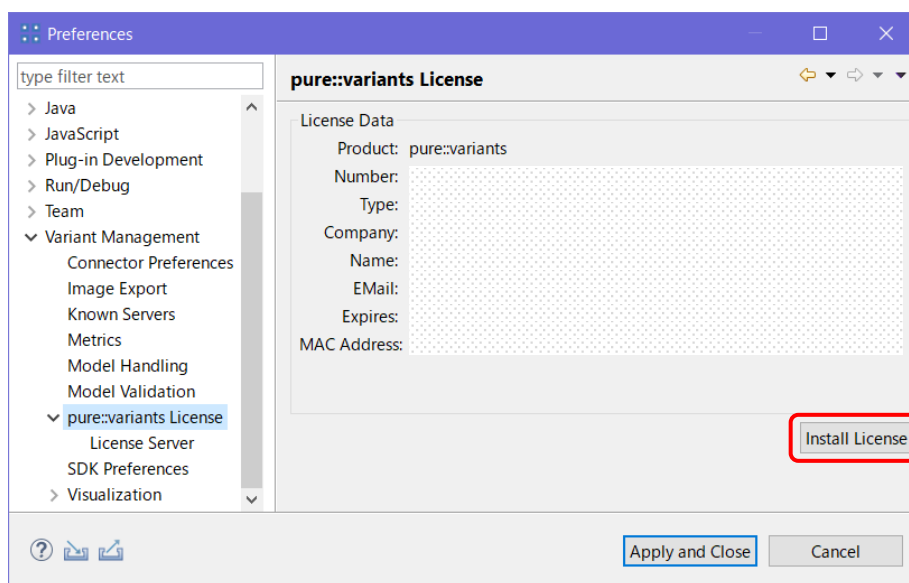 Preferences
type filter text
Java
JavaScript
Plug-in Development
Run/Debug
Team
Variant Management
Connector Preferences
Image Export
Known Servers
Metrics
Model Handling
Model Validation
pure::variants License
License Server
SDK Preferences
Visualization
pure::variants License
License Data
Product: pure::variants
Number:
Type:
Company:
Name:
EMail:
Expires:
MAC Address:
Install License
Apply and Close
Cancel